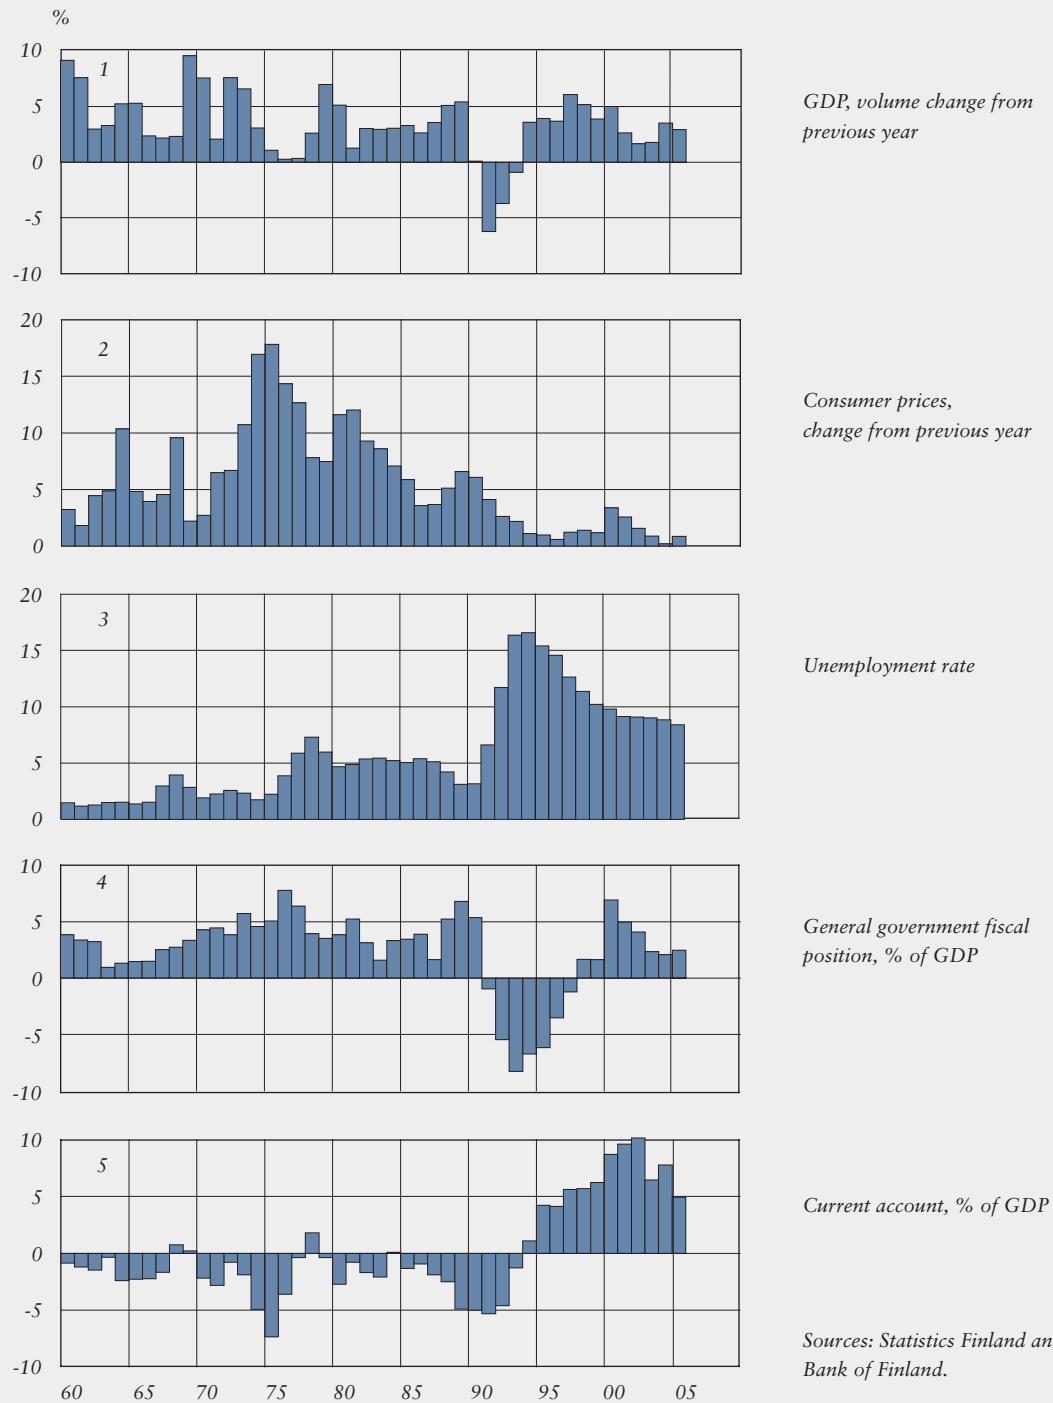 %
10
1
5
0
-5
-10
GDP, volume change from
previous year
20
2
15
10
5
0
Consumer prices,
change from previous year
20
3
15
10
5
0
Unemployment rate
10
4
5
0
-5
-10
General government fiscal
position, % of GDP
10
5
5
0
-5
-10
Current account, % of GDP
60 65 70 75 80 85 90 95 00 05
Sources: Statistics Finland an
Bank of Finland.